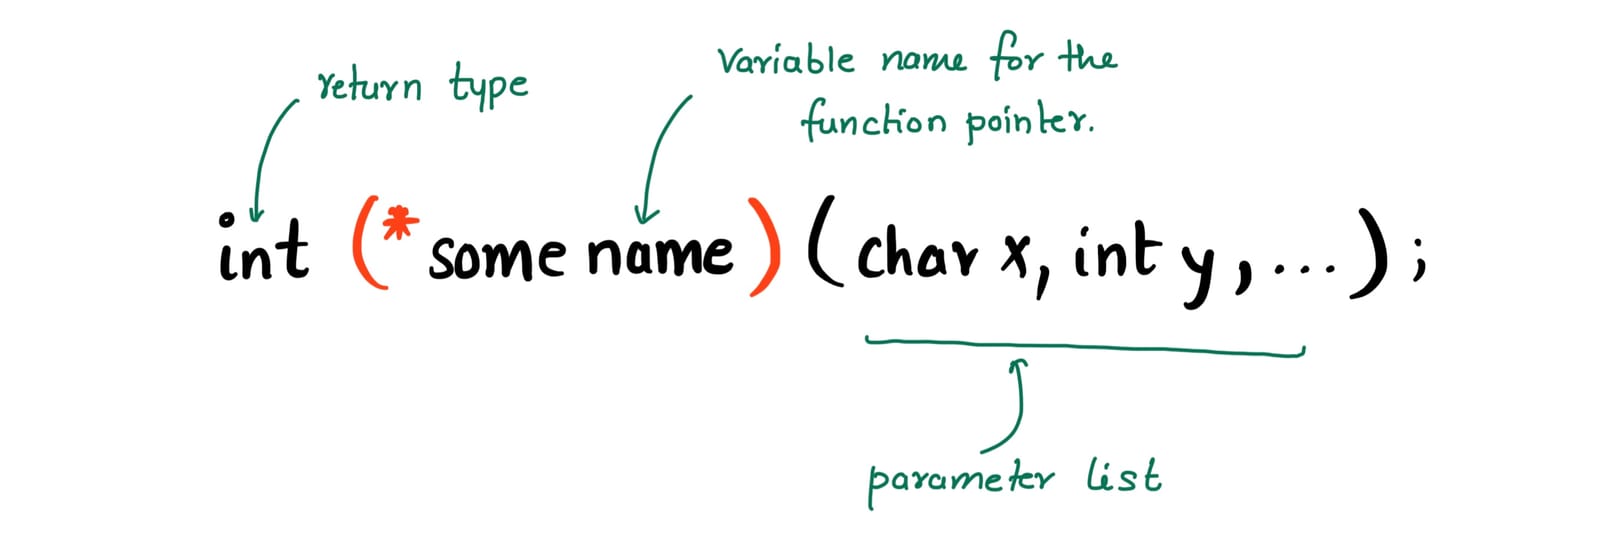 return type
Variable name for the
function pointer.
int (* some name) (char x, int y, ...);
parameter list